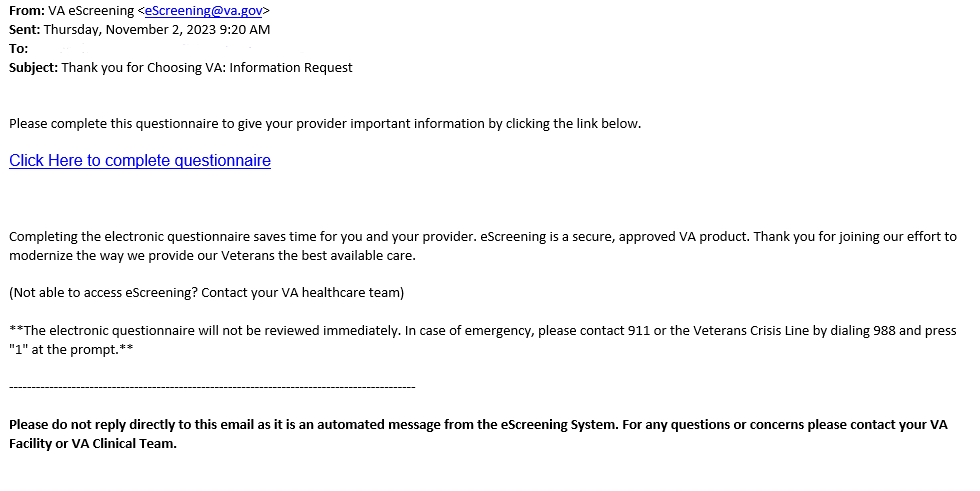 From: VA eScreening <eScreening@va.gov>
Sent: Thursday, November 2, 2023 9:20 AM
To:
Subject: Thank you for Choosing VA: Information Request
Please complete this questionnaire to give your provider important information by clicking the link below.
Click Here to complete questionnaire
Completing the electronic questionnaire saves time for you and your provider. eScreening is a secure, approved VA product. Thank you for joining our effort to
modernize the way we provide our Veterans the best available care.
(Not able to access eScreening? Contact your VA healthcare team)
**The electronic questionnaire will not be reviewed immediately. In case of emergency, please contact 911 or the Veterans Crisis Line by dialing 988 and press
"1" at the prompt.**
-------------------------------------------------------------------------------------------
Please do not reply directly to this email as it is an automated message from the eScreening System. For any questions or concerns please contact your VA
Facility or VA Clinical Team.